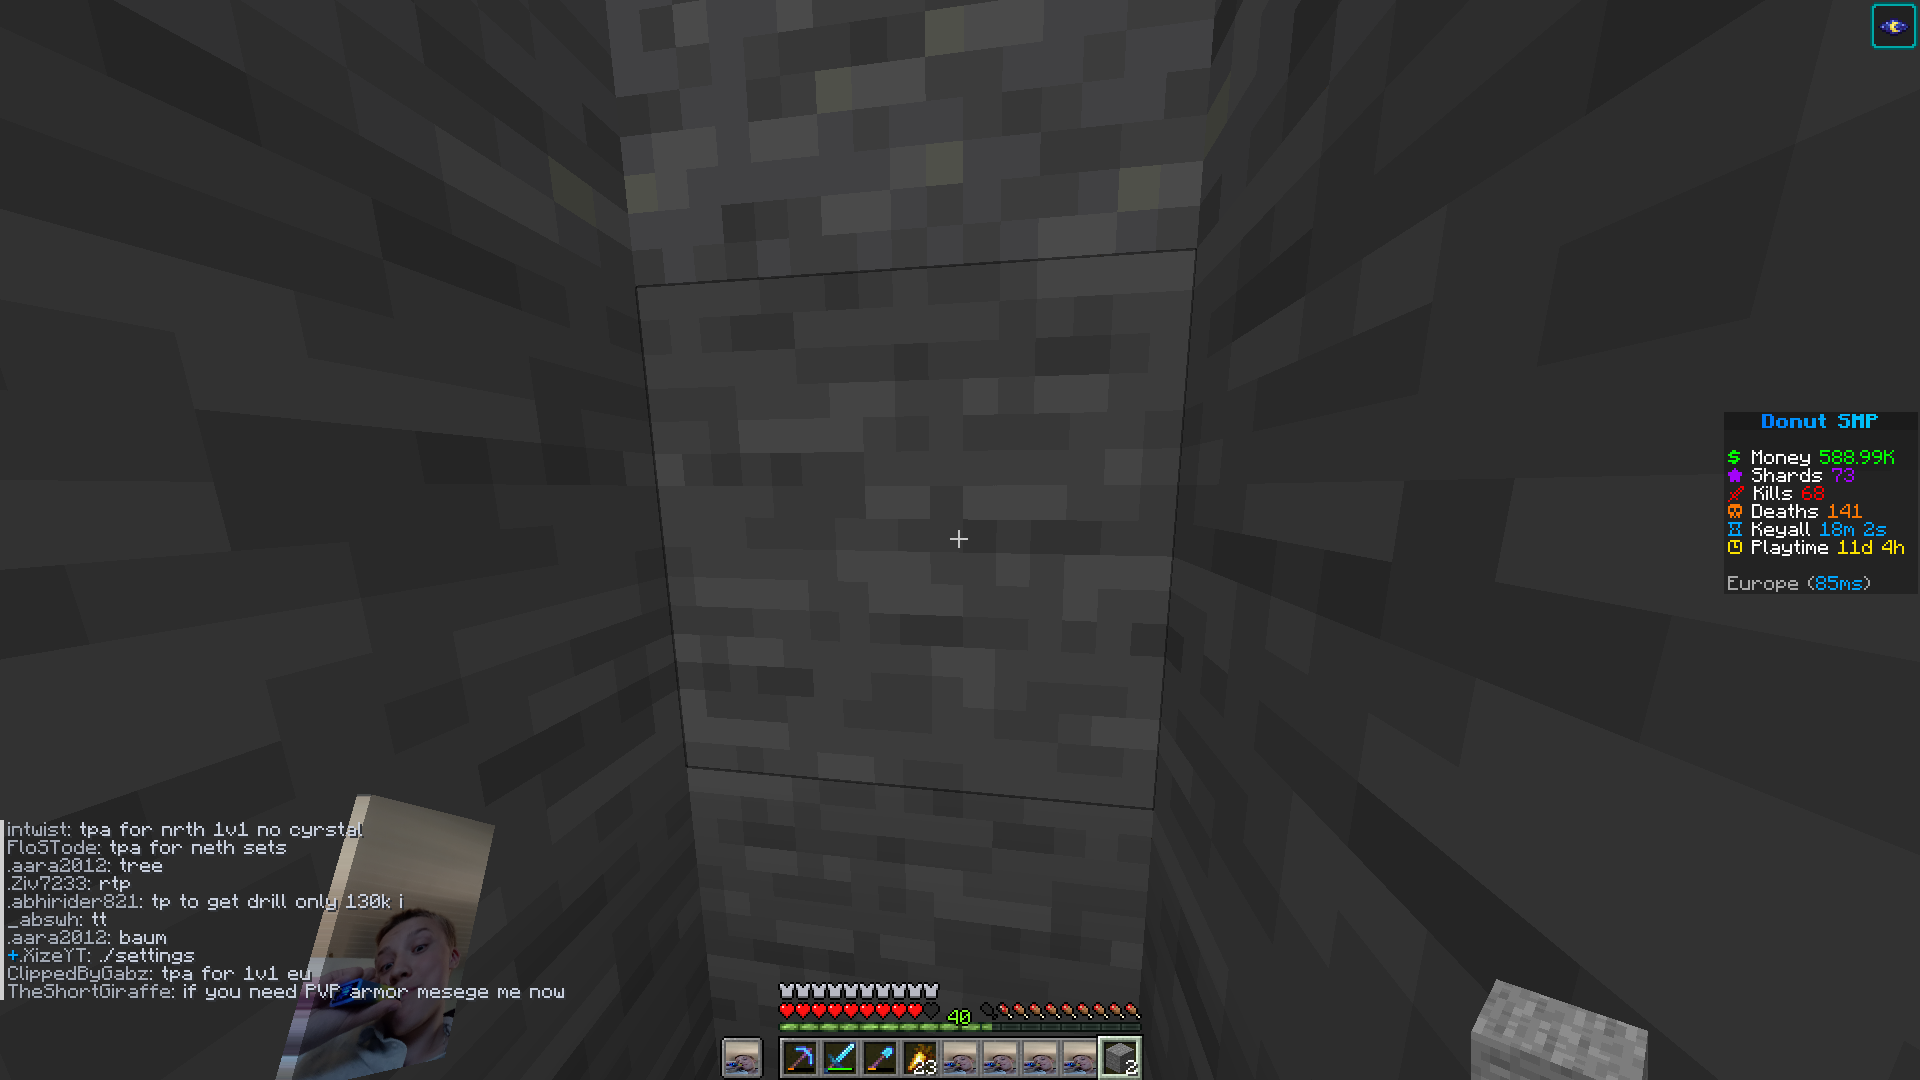 Donut SMP
$ Money 588.99K
Shards 73
Kills 68
Deaths 141
Keyall 18m 2s
Playtime 11d 4h
Europe (85ms)
intwist: tpa for nrth 1v1 no cyrstal
FloSTode: tpa for neth sets
.aara2012: tree
.Ziv7233: rtp
.abhirider821: tp to get drill only 130k i
_abswh: tt
.aara2012: baum
+.XizeYT: ./settings
ClippedByGabz: tpa for 1v1 eu
TheShortGiraffe: if you need PVP armor mesege me now
40
23
2